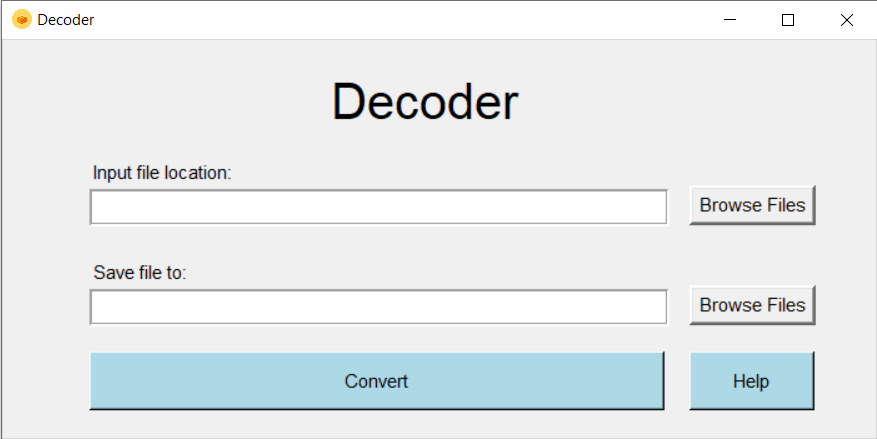 Decoder
Decoder
Input file location:
Browse Files
Save file to:
Browse Files
Convert
Help